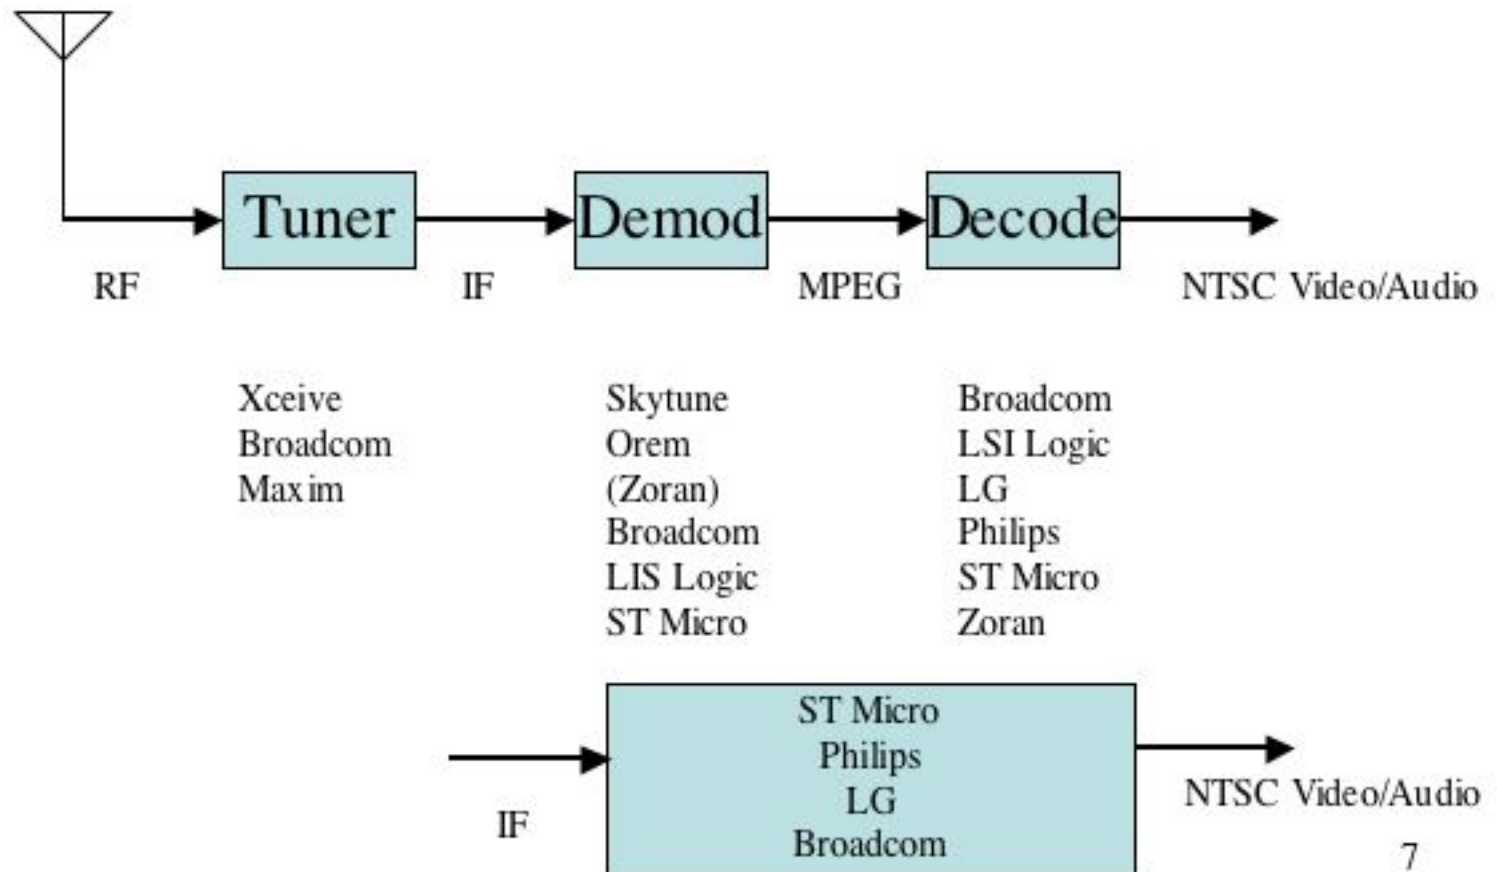 Tuner
Demod
Decode
RF
IF
MPEG
NTSC Video/Audio
Xceive
Broadcom
Maxim
Skytune
Orem
(Zoran)
Broadcom
LIS Logic
ST Micro
Broadcom
LSI Logic
LG
Philips
ST Micro
Zoran
IF
ST Micro
Philips
LG
Broadcom
NTSC Video/Audio
7